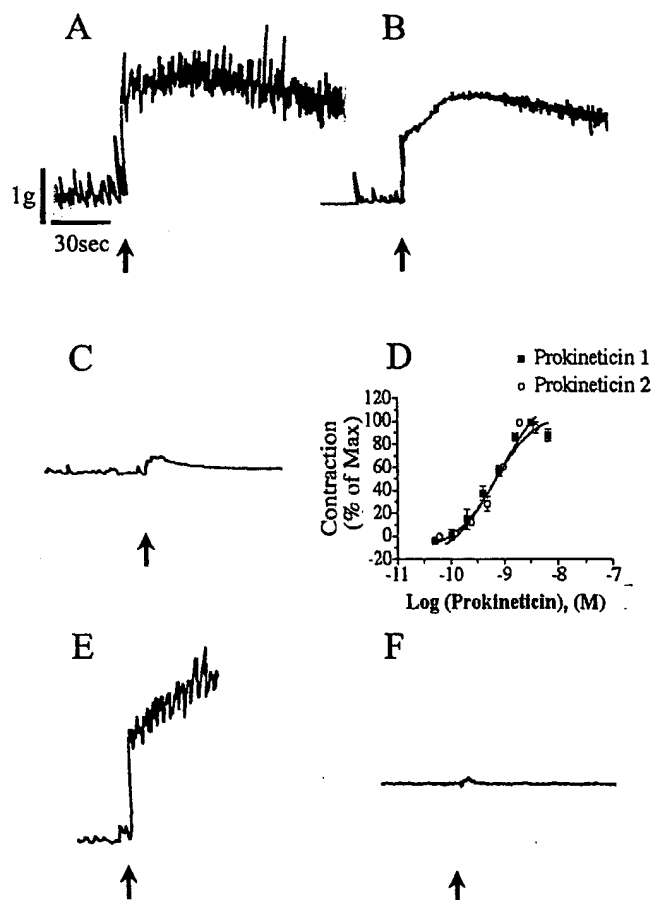 A
B
1g
30sec
C
D
Prokineticin 1
Prokineticin 2
Contraction
(% of Max)
120
100
80
60
40
20
0
-20
-11
-10
-9
-8
-7
Log (Prokineticin), (M)
E
F